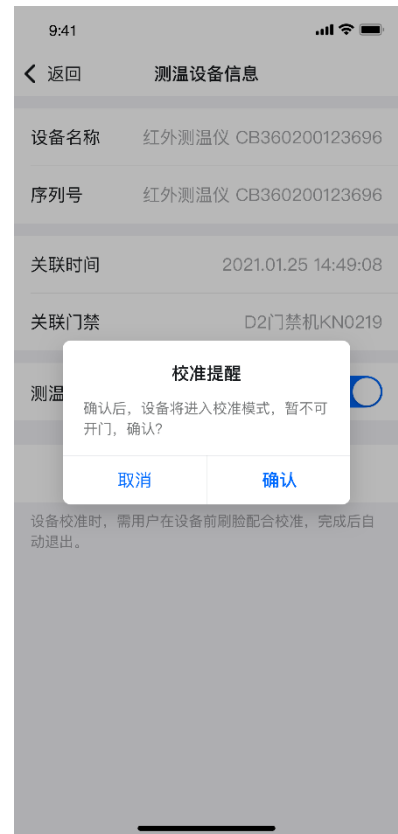 9:41
返回
测温设备信息
设备名称 红外测温仪 CB360200123696
序列号 红外测温仪 CB360200123696
关联时间 2021.01.25 14:49:08
关联门禁 D2门禁机KN0219
测温
校准提醒
确认后，设备将进入校准模式，暂不可
开门，确认?
取消 确认
设备校准时，需用户在设备前刷脸配合校准，完成后自
动退出。